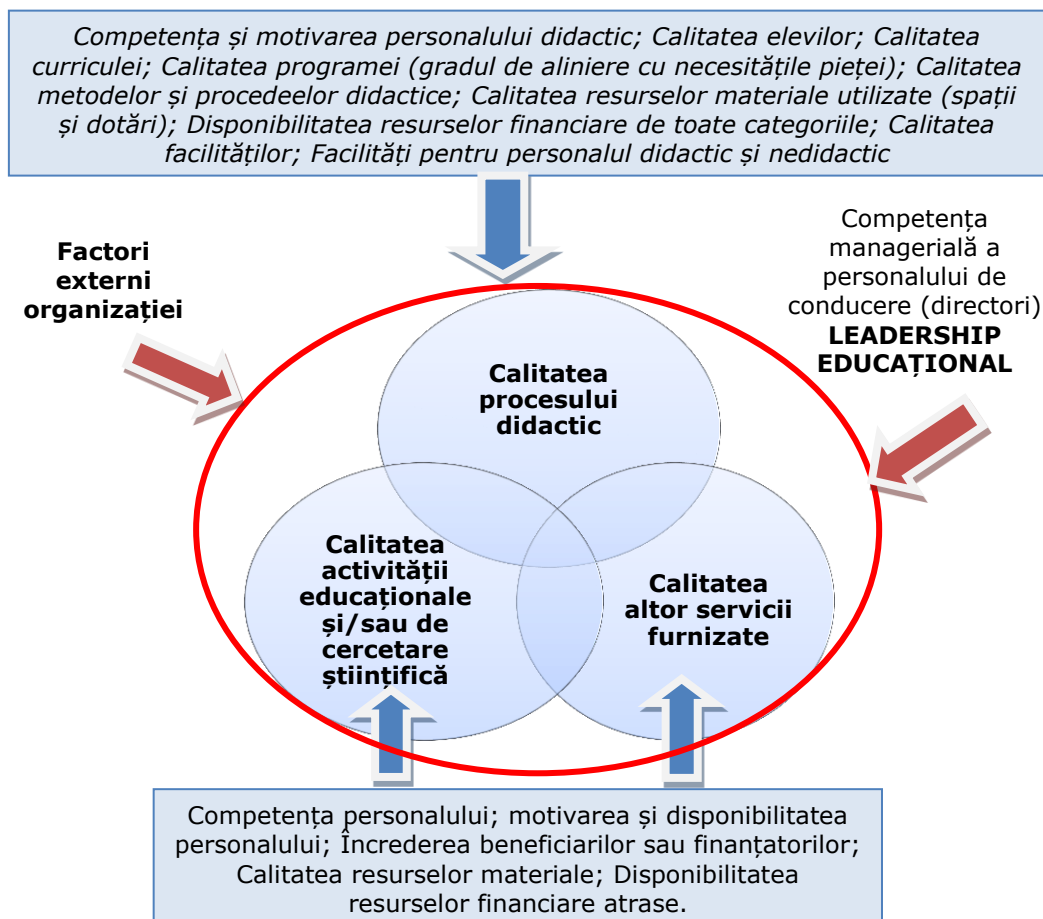 Competența și motivarea personalului didactic; Calitatea elevilor; Calitatea
curriculei; Calitatea programei (gradul de aliniere cu necesitățile pieței); Calitatea
metodelor și procedeelor didactice; Calitatea resurselor materiale utilizate (spații
și dotări); Disponibilitatea resurselor financiare de toate categoriile; Calitatea
facilităților; Facilități pentru personalul didactic și nedidactic
Factori
externi
organizației
Competența
managerială a
personalului de
conducere (directori)
LEADERSHIP
EDUCAȚIONAL
Calitatea
procesului
didactic
Calitatea
activității
educaționale
și/sau de
cercetare
științifică
Calitatea
altor servicii
furnizate
Competența personalului; motivarea și disponibilitatea
personalului; Încrederea beneficiarilor sau finanțatorilor;
Calitatea resurselor materiale; Disponibilitatea
resurselor financiare atrase.